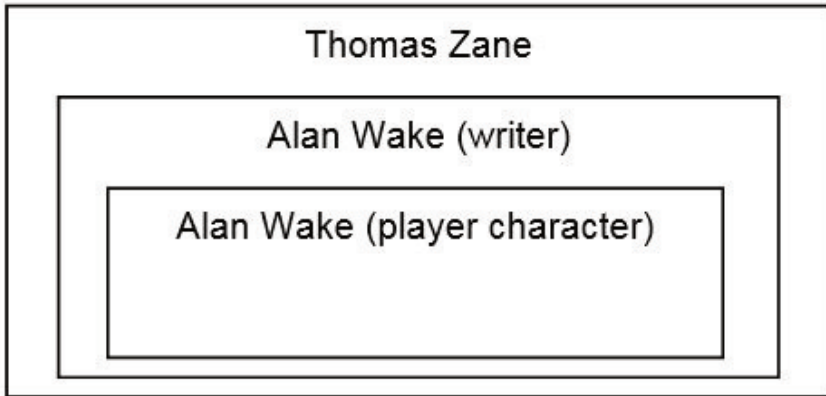 Thomas Zane
Alan Wake (writer)
Alan Wake (player character)